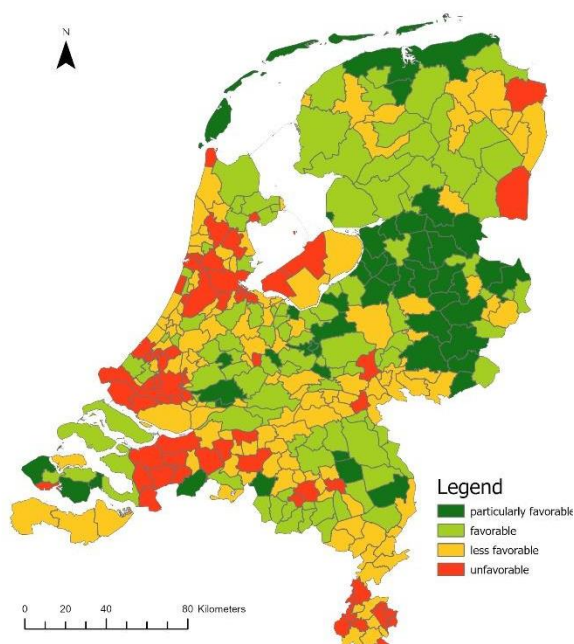 N
Legend
particularly favorable
favorable
less favorable
unfavorable
0 20 40 80 Kilometers